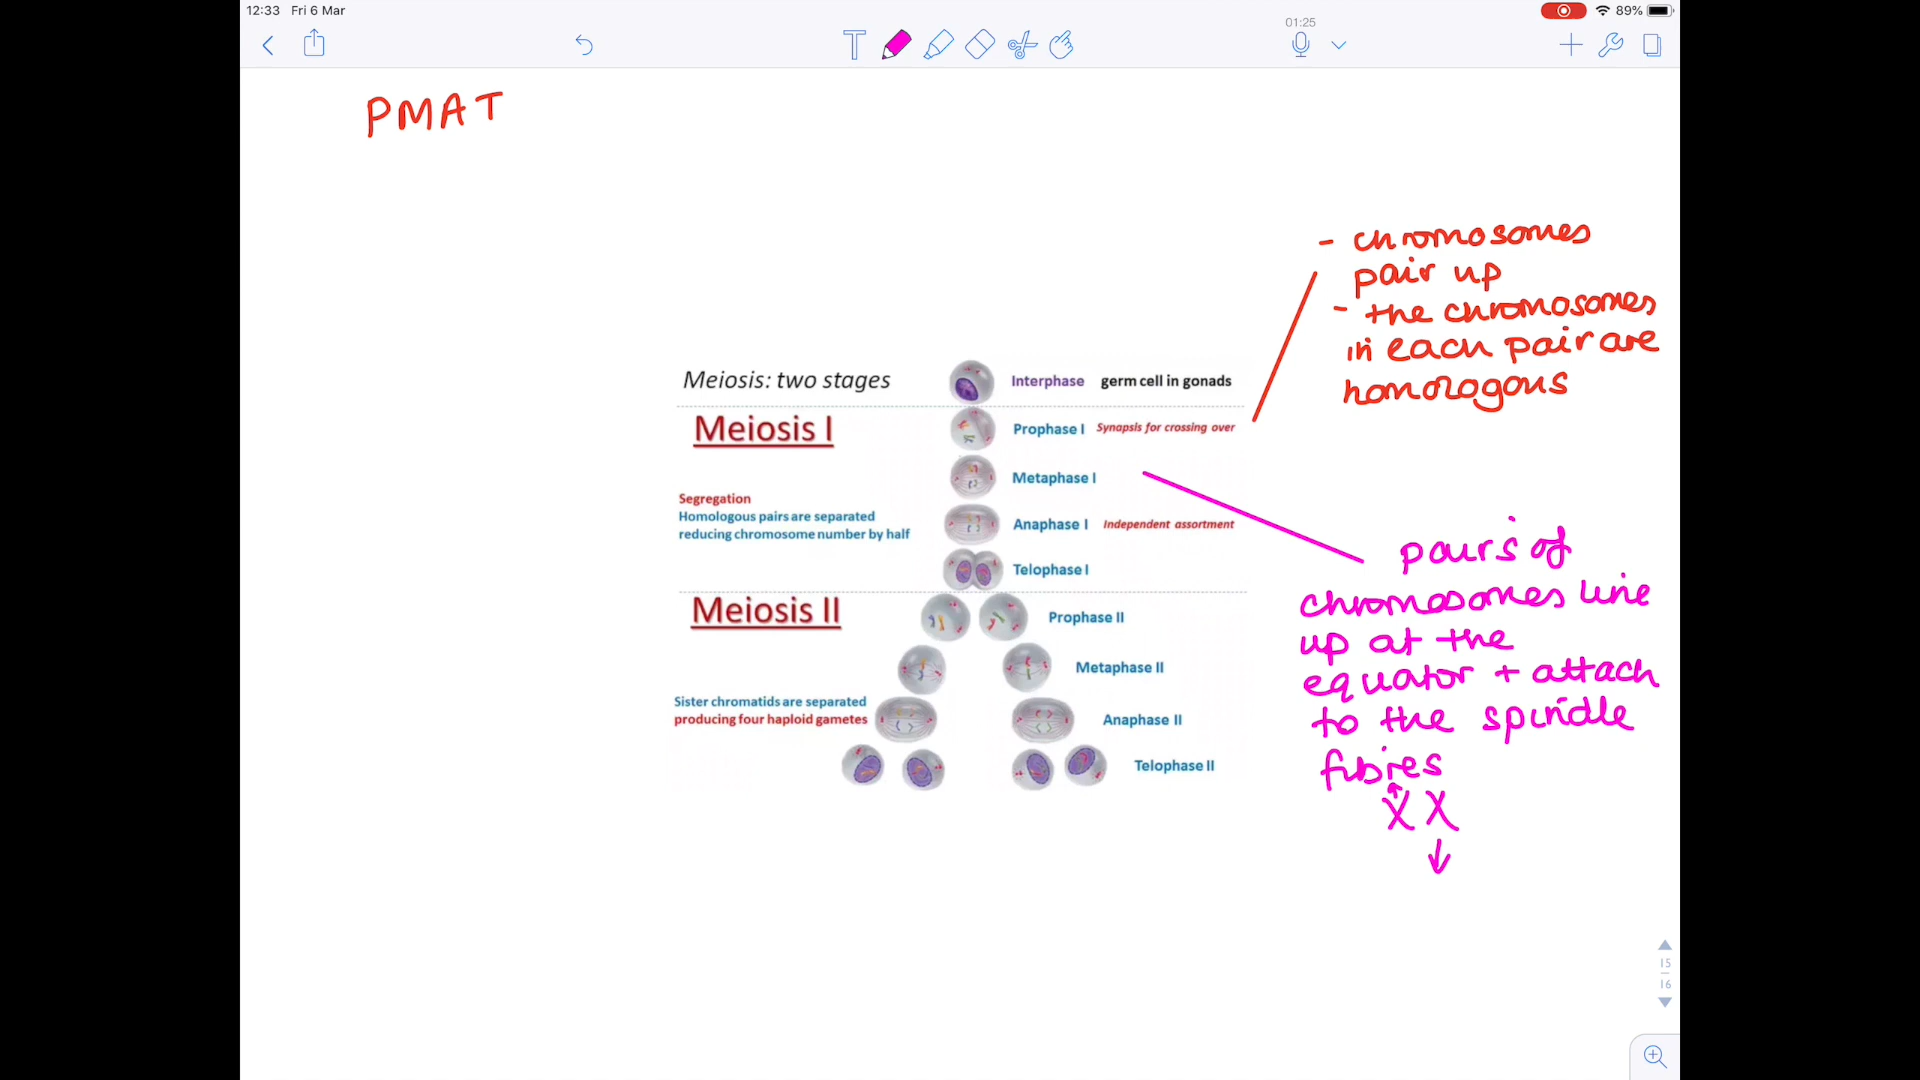 12:33 Fri 6 Mar
89%
01:25
T
PMAT
- chromosomes
pair up
- the chromosomes
in each pair are
homologous
Meiosis: two stages
Interphase germ cell in gonads
Meiosis I
Prophase I Synapsis for crossing over
Metaphase I
Segregation
Homologous pairs are separated
reducing chromosome number by half
Anaphase I Independent assortment
Telophase I
pairs of
chromosomes line
up at the
equator + attach
to the spindle
fibres
X X
Meiosis II
Prophase II
Metaphase II
Sister chromatids are separated
producing four haploid gametes
Anaphase II
Telophase II
15
16